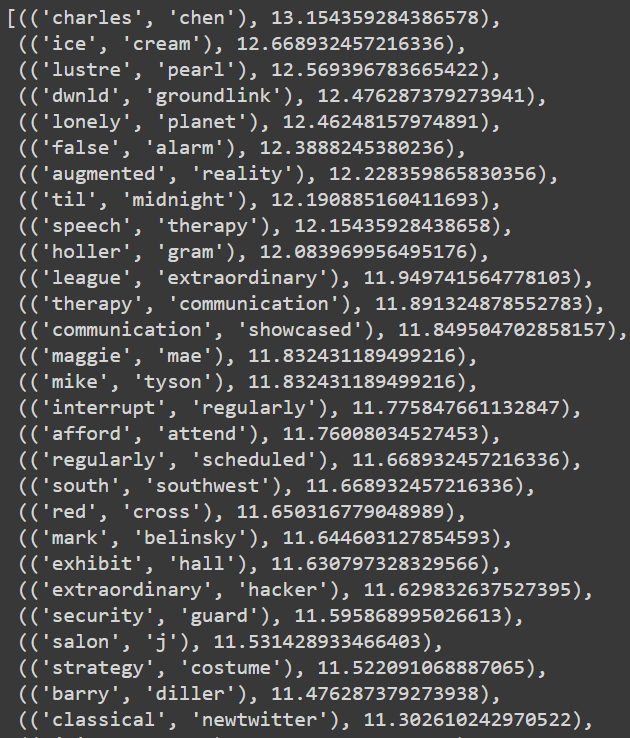 [(('charles', 'chen'), 13.154359284386578),
(('ice', 'cream'), 12.668932457216336),
(('lustre', 'pearl'), 12.569396783665422),
(('dwnld', 'groundlink'), 12.476287379273941),
(('lonely', 'planet'), 12.46248157974891),
(('false', 'alarm'), 12.3888245380236),
(('augmented', 'reality'), 12.228359865830356),
(('til', 'midnight'), 12.190885160411693),
(('speech', 'therapy'), 12.15435928438658),
(('holler', 'gram'), 12.083969956495176),
(('league', 'extraordinary'), 11.949741564778103),
(('therapy', 'communication'), 11.891324878552783),
(('communication', 'showcased'), 11.849504702858157),
(('maggie', 'mae'), 11.832431189499216),
(('mike', 'tyson'), 11.832431189499216),
(('interrupt', 'regularly'), 11.775847661132847),
(('afford', 'attend'), 11.76008034527453),
(('regularly', 'scheduled'), 11.668932457216336),
(('south', 'southwest'), 11.668932457216336),
(('red', 'cross'), 11.650316779048989),
(('mark', 'belinsky'), 11.644603127854593),
(('exhibit', 'hall'), 11.630797328329566),
(('extraordinary', 'hacker'), 11.629832637527395),
(('security', 'guard'), 11.595868995026613),
(('salon', 'j'), 11.531428933466403),
(('strategy', 'costume'), 11.522091068887065),
(('barry', 'diller'), 11.476287379273938),
(('classical', 'newtwitter'), 11.302610242970522),